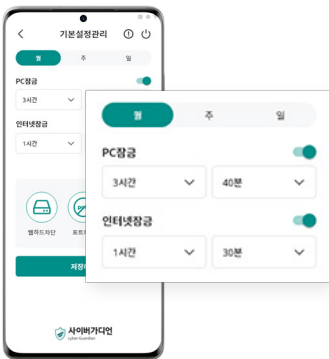 기본설정관리
월 주 일
PC잠금
3시간
인터넷잠금
1시간
웹하드차단
사이버가디언
cyber Guardian
월 주 일
PC잠금
3시간 40분
인터넷잠금
1시간 30분